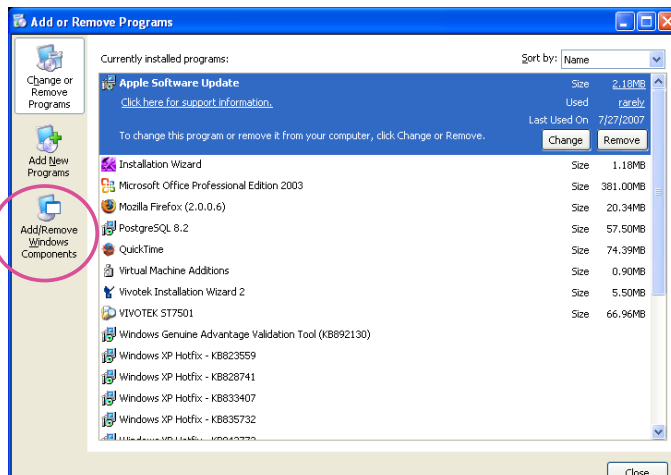 Add or Remove Programs
Change or
Remove
Programs
Add New
Programs
Add/Remove
Windows
Components
Currently installed programs:
Sort by: Name
Apple Software Update Size 2.18MB
Click here for support information. Used rarely
Last Used On 7/27/2007
To change this program or remove it from your computer, click Change or Remove. Change Remove
Installation Wizard Size 1.18MB
Microsoft Office Professional Edition 2003 Size 381.00MB
Mozilla Firefox (2.0.0.6) Size 20.34MB
PostgreSQL 8.2 Size 57.50MB
QuickTime Size 74.39MB
Virtual Machine Additions Size 0.90MB
Vivotek Installation Wizard 2 Size 5.50MB
VIVOTEK ST7501 Size 66.96MB
Windows Genuine Advantage Validation Tool (KB892130)
Windows XP Hotfix - KB823559
Windows XP Hotfix - KB828741
Windows XP Hotfix - KB833407
Windows XP Hotfix - KB835732
Windows XP Hotfix
Close